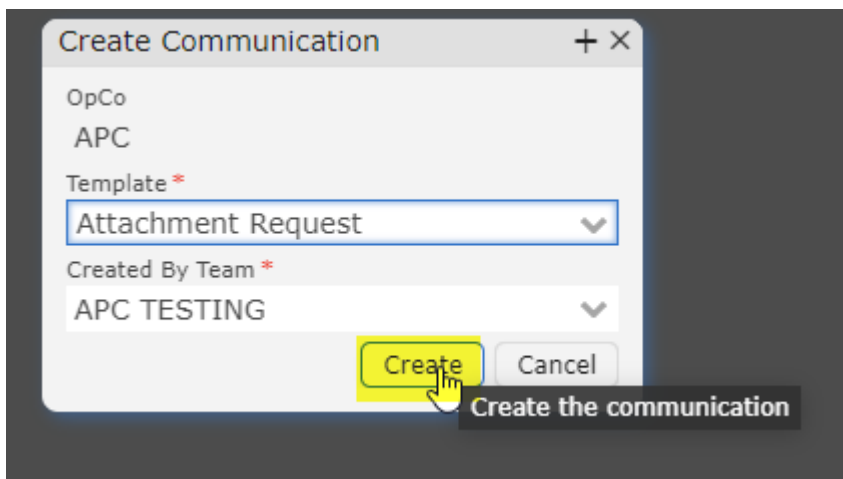 Create Communication
OpCo
APC
Template *
Attachment Request
Created By Team *
APC TESTING
Create Cancel
Create the communication